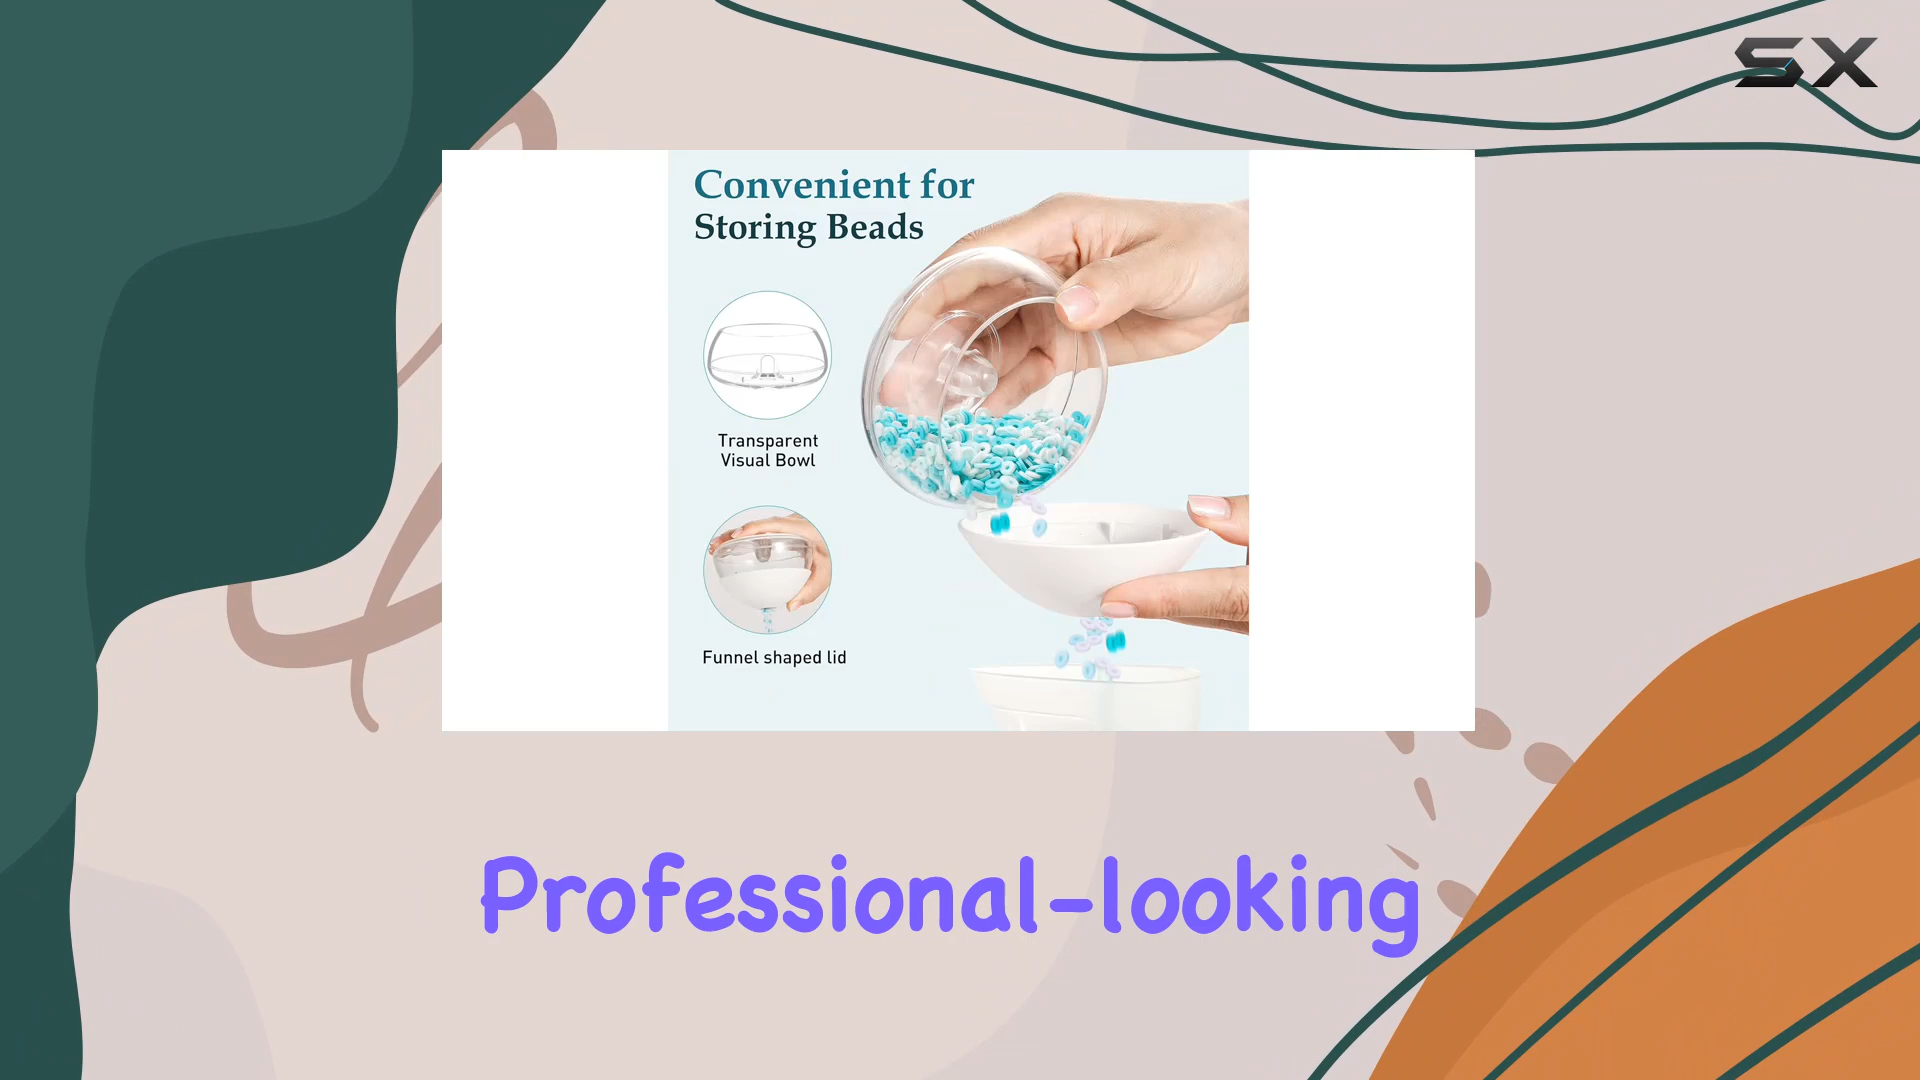 SX
Convenient for
Storing Beads
Transparent
Visual Bowl
Funnel shaped lid
Professional-looking